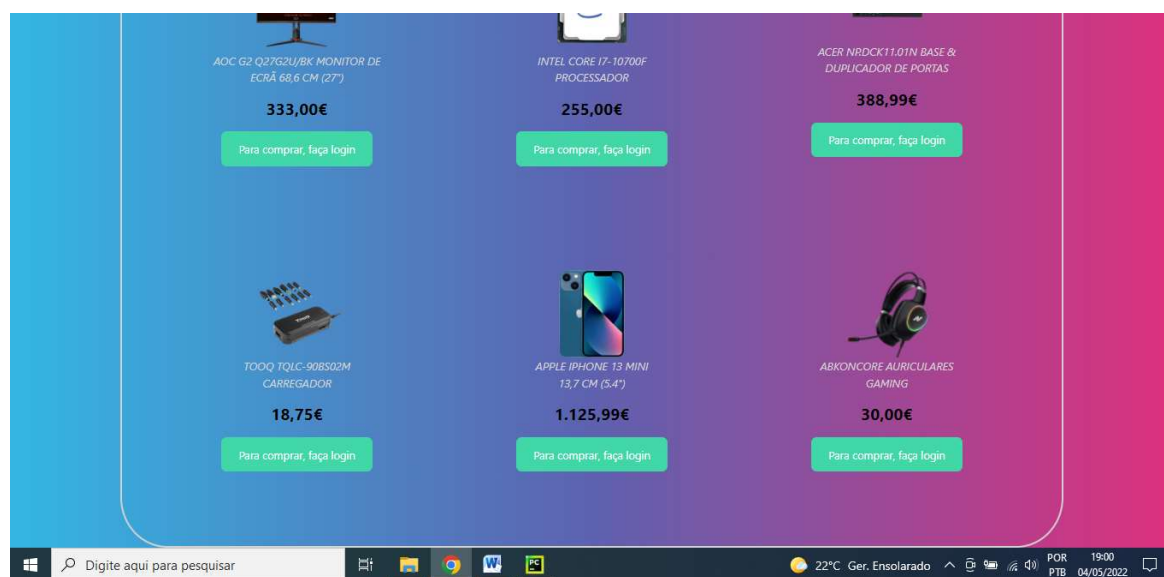 AOC G2 Q27G2U/BK MONITOR DE
ECRÃ 68,6 CM (27")
333,00€
Para comprar, faça login
INTEL CORE I7-10700F
PROCESSADOR
255,00€
Para comprar, faça login
ACER NP.DCK11.01N BASE &
DUPLICADOR DE PORTAS
388,99€
Para comprar, faça login
TOOQ TQLC-90BS02M
CARREGADOR
18,75€
Para comprar, faça login
APPLE IPHONE 13 MINI
13,7 CM (5.4")
1.125,99€
Para comprar, faça login
ABKONCORE AURICULARES
GAMING
30,00€
Para comprar, faça login
Digite aqui para pesquisar
W
PC
22°C Ger. Ensolarado
POR
PTB
19:00
04/05/2022